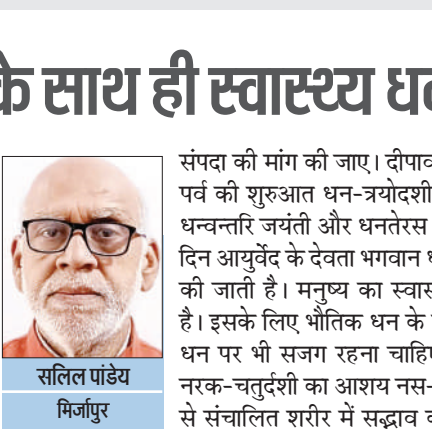 के साथ ही स्वास्थ्य
संपदा की मांग की जाए।
पर्व की शुरुआत धन-त्रयोदशी
धन्वन्तरि जयंती और धनतेरस
दिन आयुर्वेद के देवता भगवान
की जाती है। मनुष्य का
है। इसके लिए भौतिक धन के
धन पर भी सजग रहना
नरक-चतुर्दशी का आशय नस-
से संचालित शरीर में सद्भाव
सलिल पांडेय
मिर्जापुर